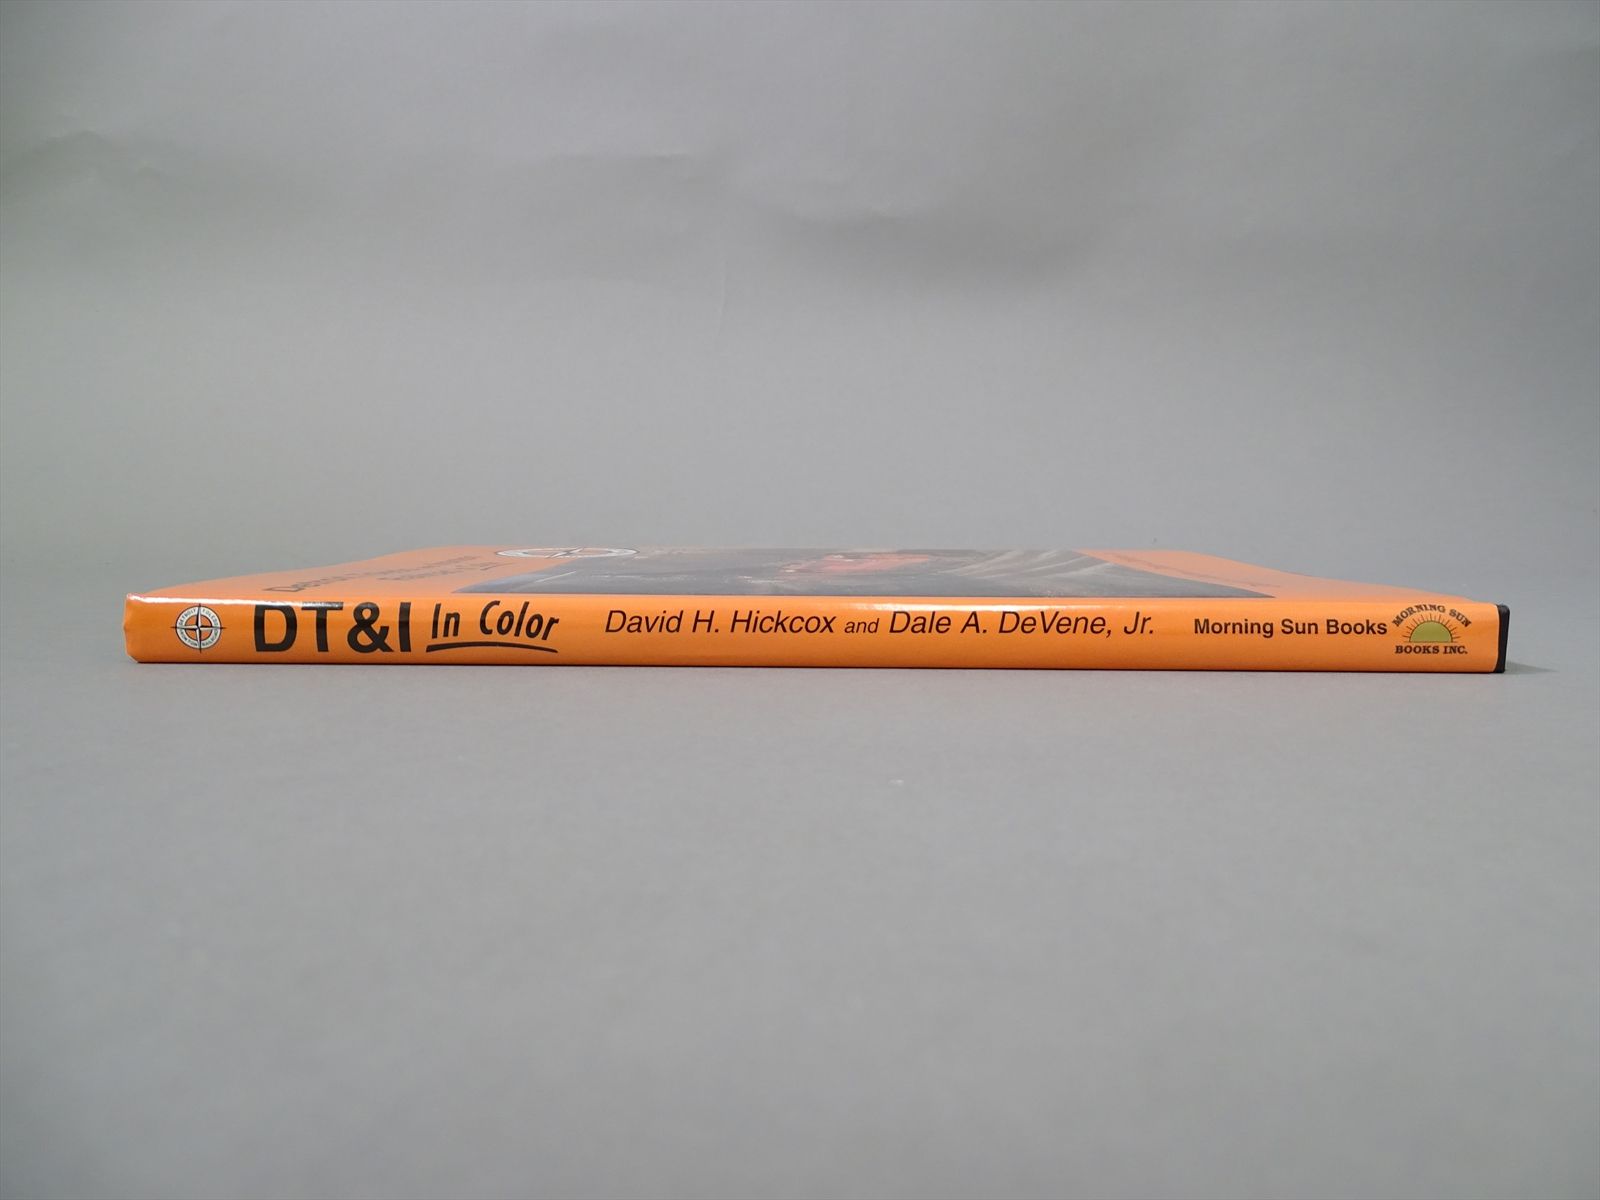 DT&I In Color David H. Hickcox and Dale A. DeVene, Jr. Morning Sun Books
MORNING SUN
BOOKS INC.